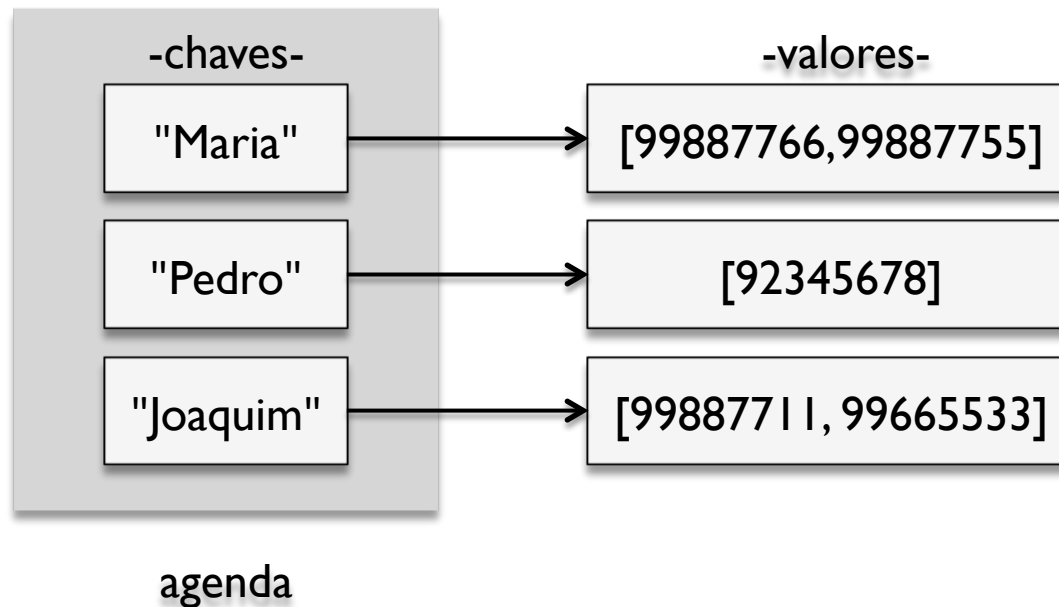 -chaves- -valores-
"Maria" [99887766,99887755]
"Pedro" [92345678]
"Joaquim" [99887711, 99665533]
agenda